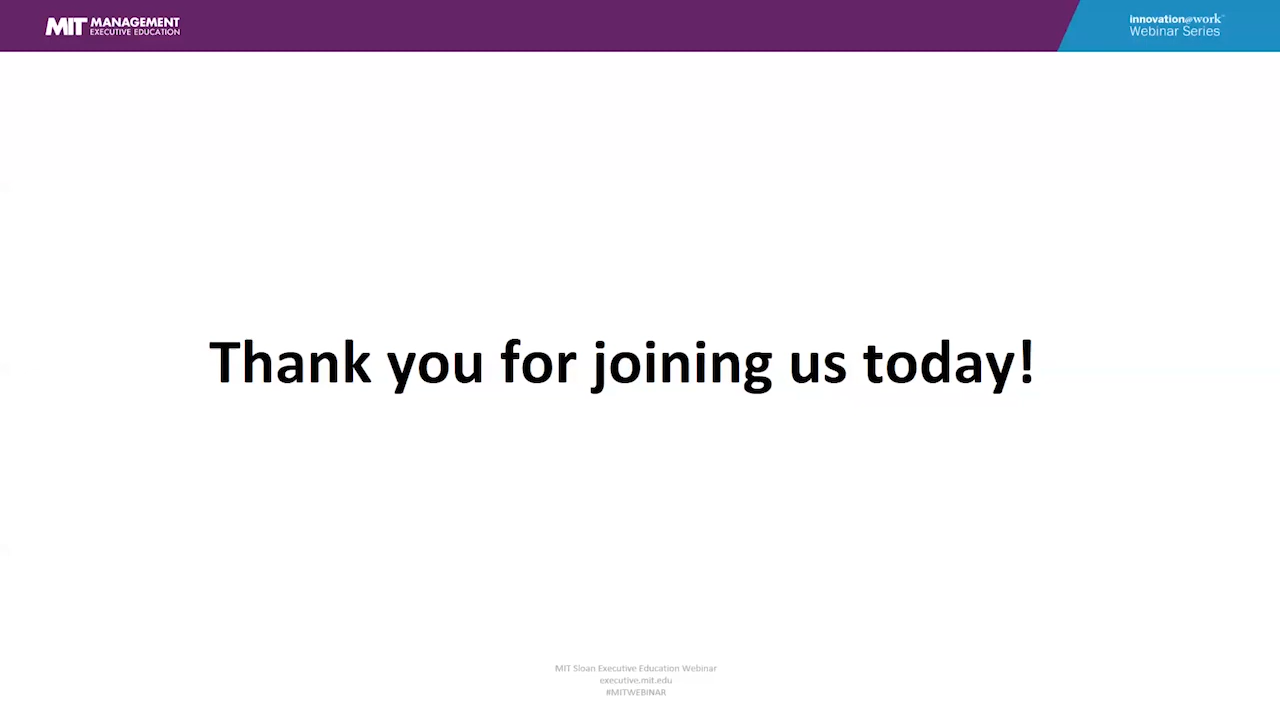 MIT MANAGEMENT
EXECUTIVE EDUCATION
innovation@work™
Webinar Series
Thank you for joining us today!
MIT Sloan Executive Education Webinar
executive.mit.edu
#MITWEBINAR